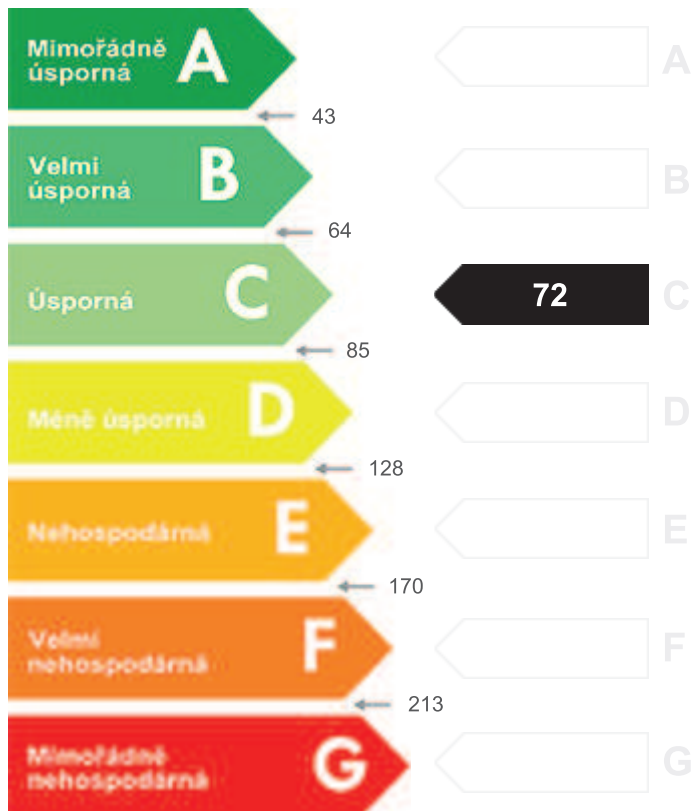 Mimořádně
úsporná
A
A
43
Velmi
úsporná
B
B
64
Úsporná
C
72
C
85
Méně úsporná
D
D
128
Nehospodárná
E
E
170
Velmi
nehospodárná
F
F
213
Mimořádně
nehospodárná
G
G